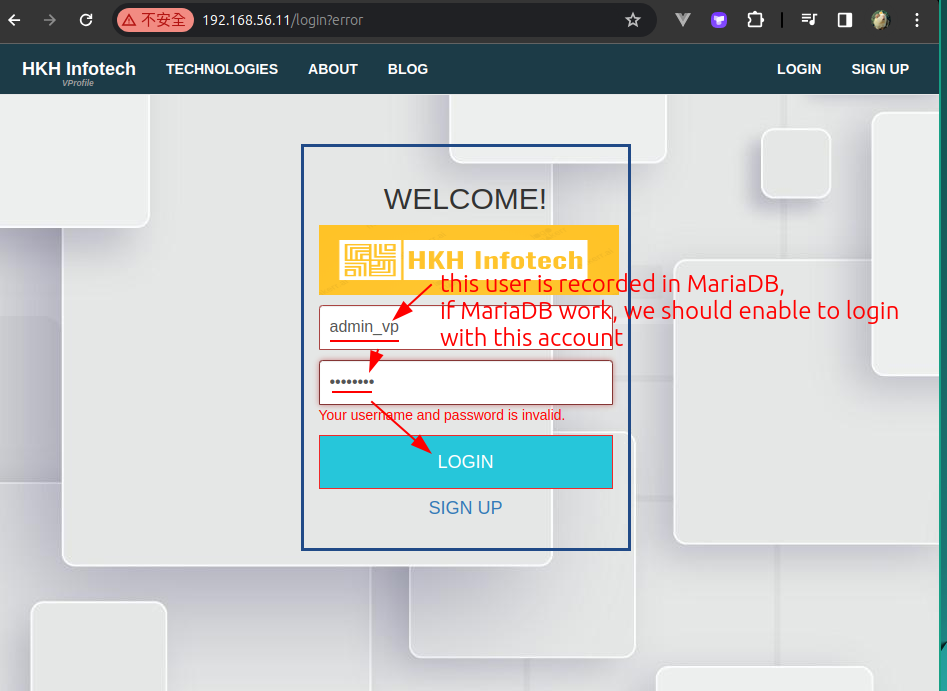 不安全 192.168.56.11/login?error
HKH Infotech TECHNOLOGIES ABOUT BLOG LOGIN SIGN UP
VProfile
WELCOME!
HKH Infotech
this user is recorded in MariaDB,
if MariaDB work, we should enable to login
with this account
admin_vp
••••••••
Your username and password is invalid.
LOGIN
SIGN UP